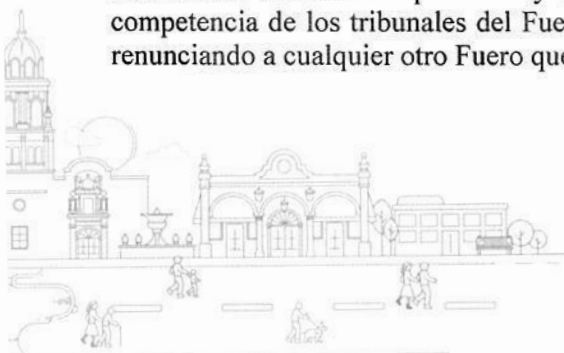 competencia de los tribunales del Fue
renunciando a cualquier otro Fuero que